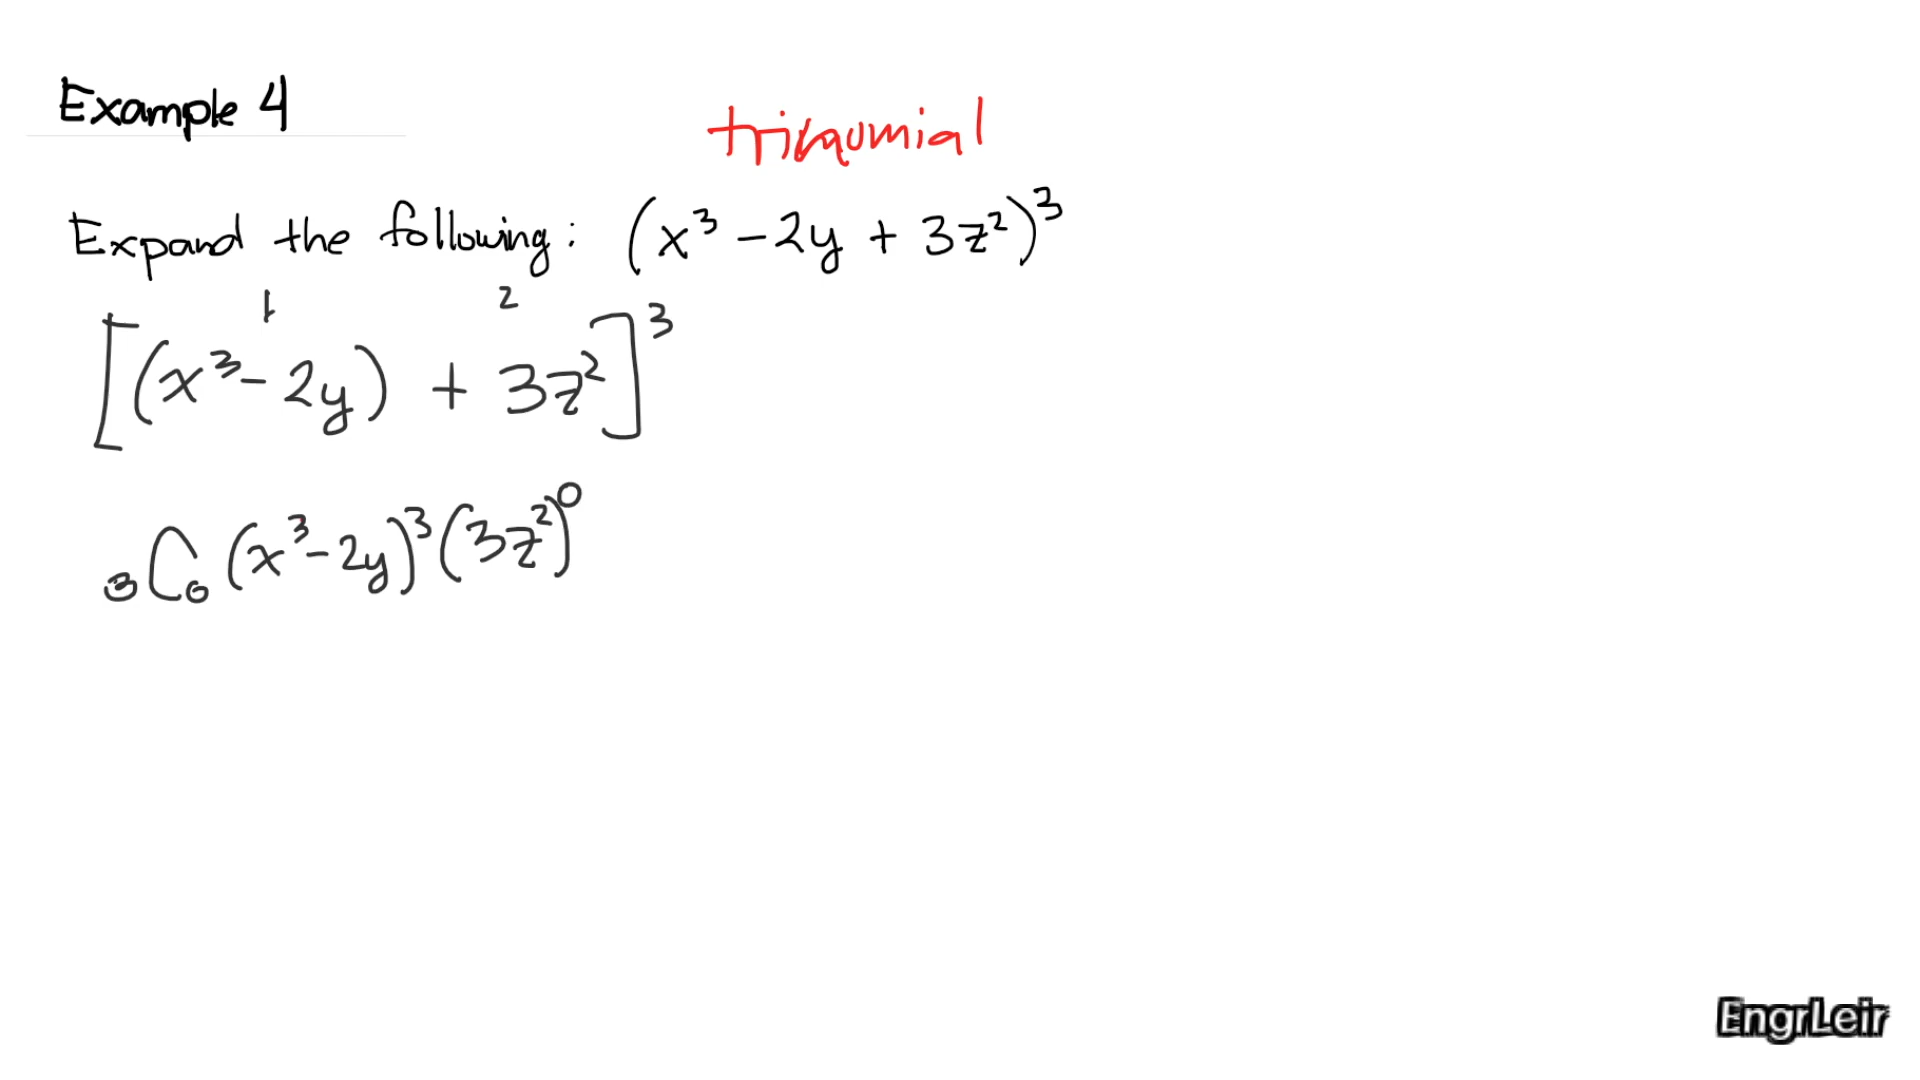 Example 4
trinomial
Expand the following: (x³ - 2y + 3z²)³
1 2
[(x³ - 2y) + 3z²]³
₃C₀ (x³ - 2y)³ (3z²)⁰
EngrLeir